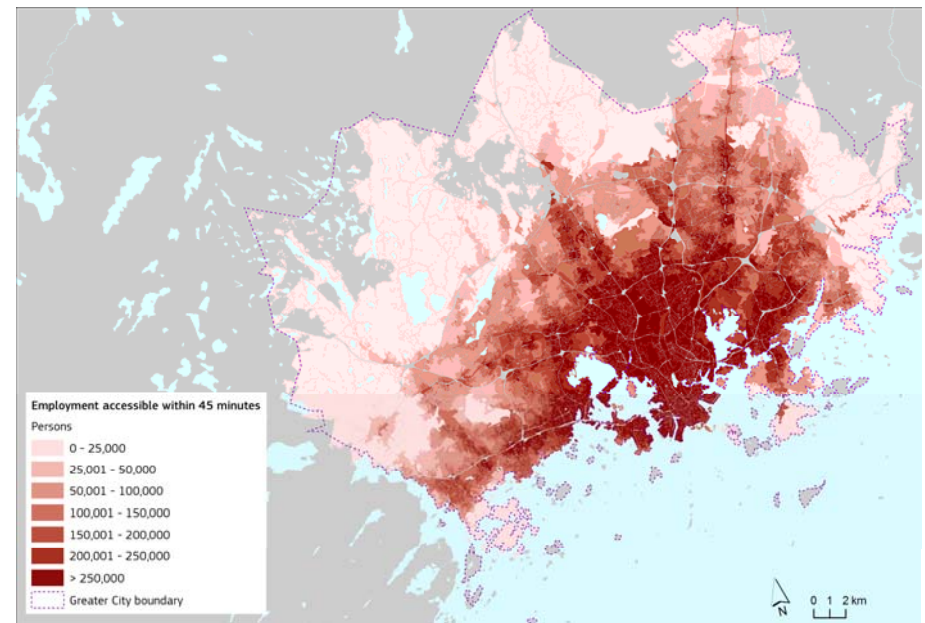 Employment accessible within 45 minutes
Persons
0 - 25,000
25,001 - 50,000
50,001 - 100,000
100,001 - 150,000
150,001 - 200,000
200,001 - 250,000
> 250,000
Greater City boundary
N
0 1 2 km